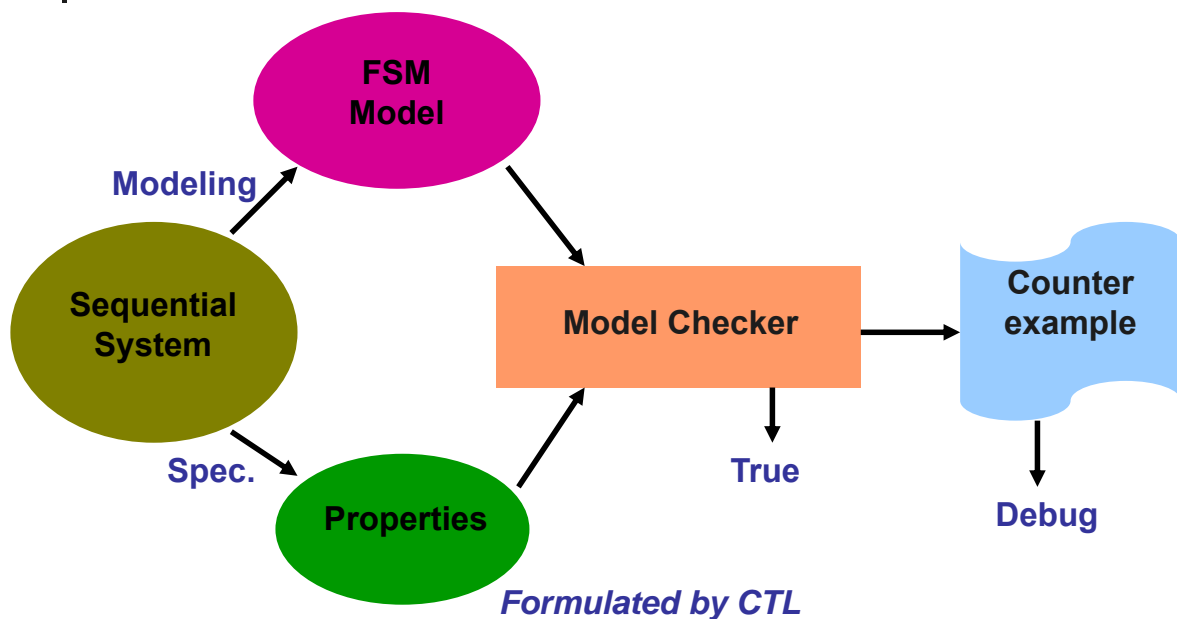 FSM
Model
Modeling
Sequential
System
Model Checker
Counter
example
Spec.
True
Properties
Debug
Formulated by CTL